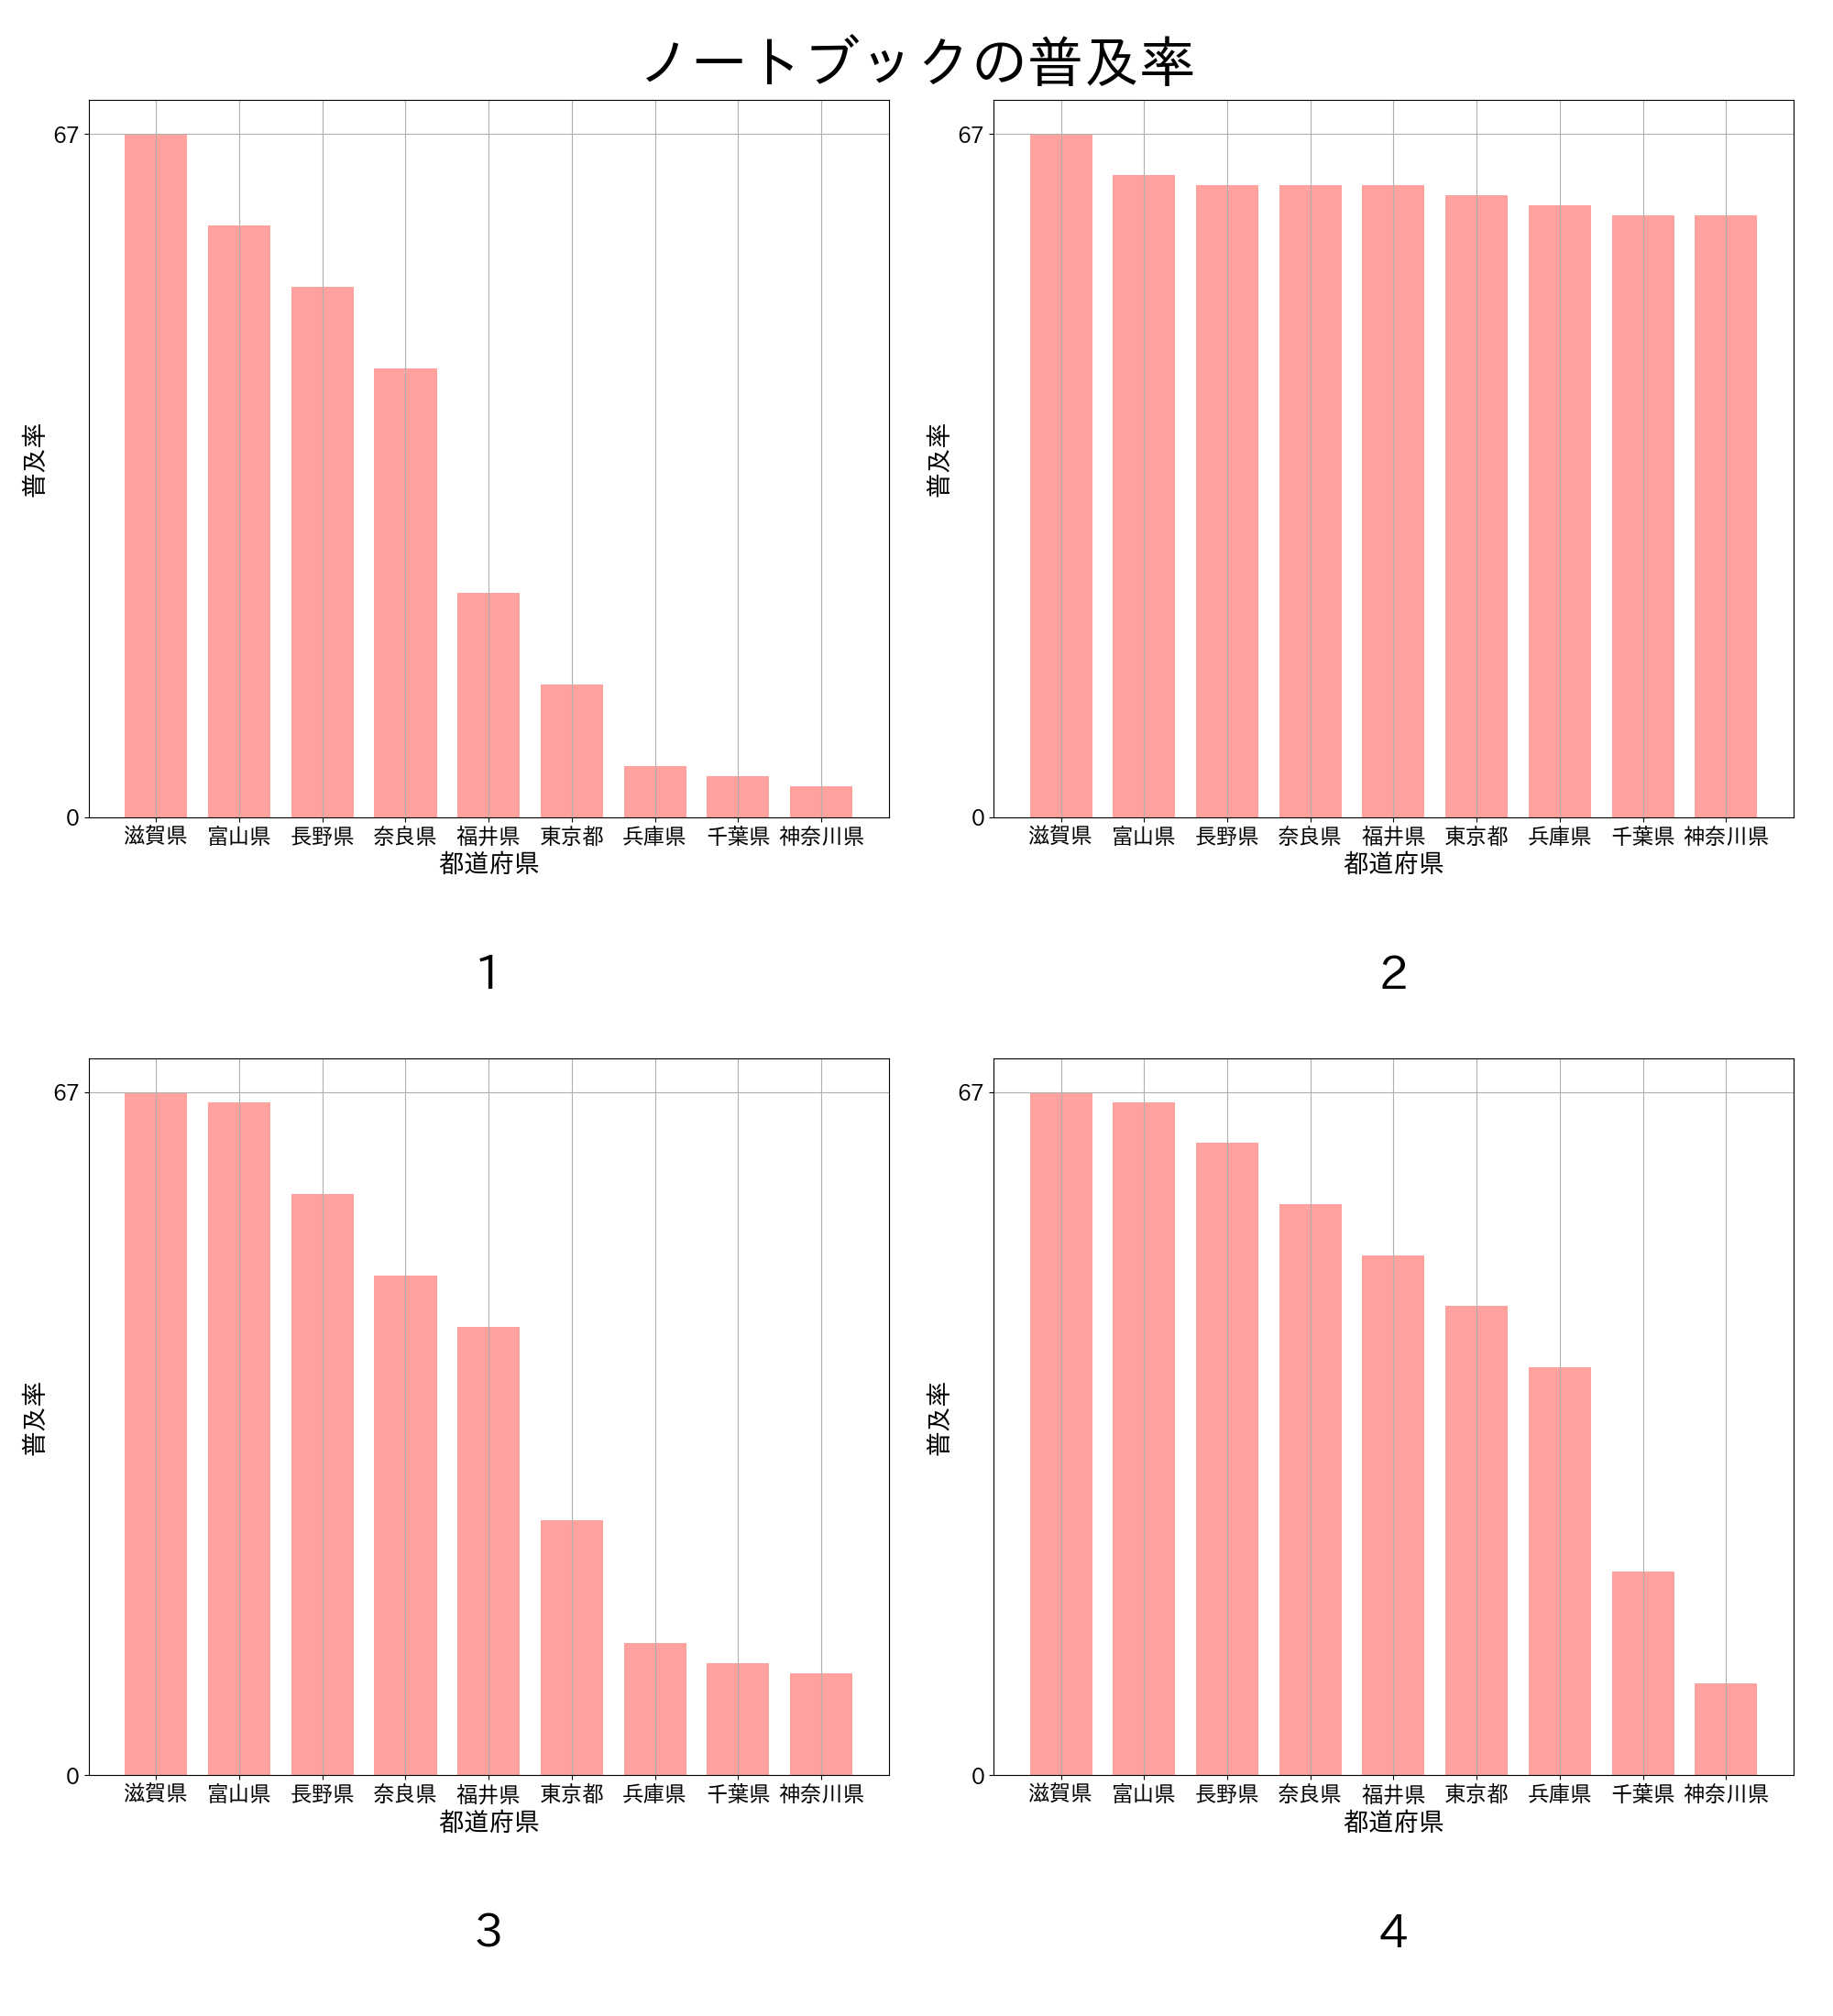 ノートブックの普及率
67
0
普及率
滋賀県 富山県 長野県 奈良県 福井県 東京都 兵庫県 千葉県 神奈川県
都道府県
1
67
0
普及率
滋賀県 富山県 長野県 奈良県 福井県 東京都 兵庫県 千葉県 神奈川県
都道府県
2
67
0
普及率
滋賀県 富山県 長野県 奈良県 福井県 東京都 兵庫県 千葉県 神奈川県
都道府県
3
67
0
普及率
滋賀県 富山県 長野県 奈良県 福井県 東京都 兵庫県 千葉県 神奈川県
都道府県
4